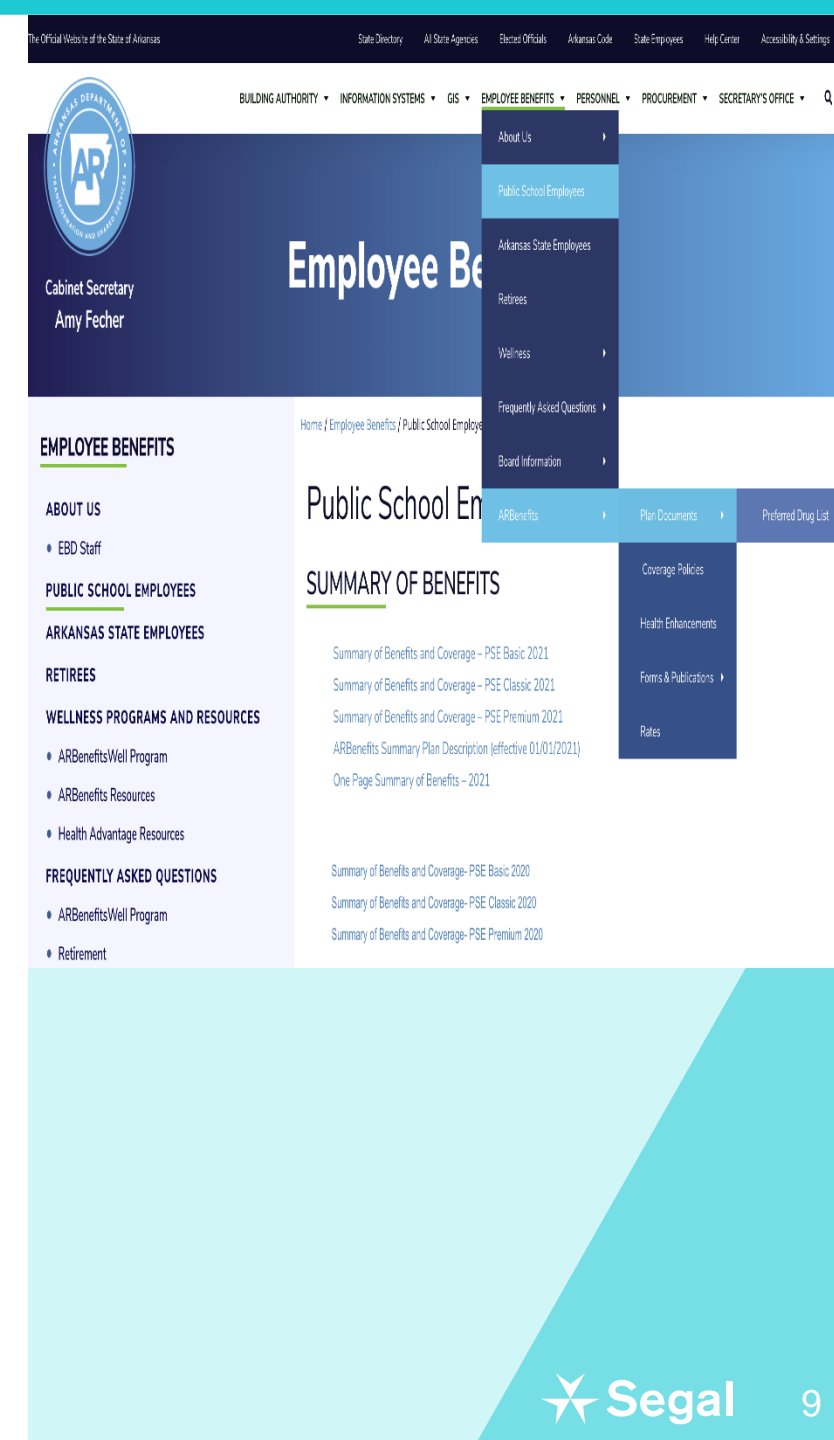 The Official Website of the State of Arkansas
State Directory
All State Agencies
Elected Officials
Arkansas Code
State Employees
Help Center
Accessibility & Settings
BUILDING AUTHORITY
INFORMATION SYSTEMS
GIS
EMPLOYEE BENEFITS
PERSONNEL
PROCUREMENT
SECRETARY'S OFFICE
ARKANSAS DEPARTMENT OF
TRANSFORMATION AND SHARED SERVICES
AR
Cabinet Secretary
Amy Fecher
Employee Be
About Us
Public School Employees
Arkansas State Employees
Retirees
Wellness
Frequently Asked Questions
Board Information
ARBenefits
Plan Documents
Preferred Drug List
Coverage Policies
Health Enhancements
Forms & Publications
Rates
EMPLOYEE BENEFITS
ABOUT US
• EBD Staff
PUBLIC SCHOOL EMPLOYEES
ARKANSAS STATE EMPLOYEES
RETIREES
WELLNESS PROGRAMS AND RESOURCES
• ARBenefitsWell Program
• ARBenefits Resources
• Health Advantage Resources
FREQUENTLY ASKED QUESTIONS
• ARBenefitsWell Program
• Retirement
Home / Employee Benefits / Public School Employe
Public School Em
SUMMARY OF BENEFITS
Summary of Benefits and Coverage – PSE Basic 2021
Summary of Benefits and Coverage – PSE Classic 2021
Summary of Benefits and Coverage – PSE Premium 2021
ARBenefits Summary Plan Description (effective 01/01/2021)
One Page Summary of Benefits – 2021
Summary of Benefits and Coverage- PSE Basic 2020
Summary of Benefits and Coverage- PSE Classic 2020
Summary of Benefits and Coverage- PSE Premium 2020
Segal
9